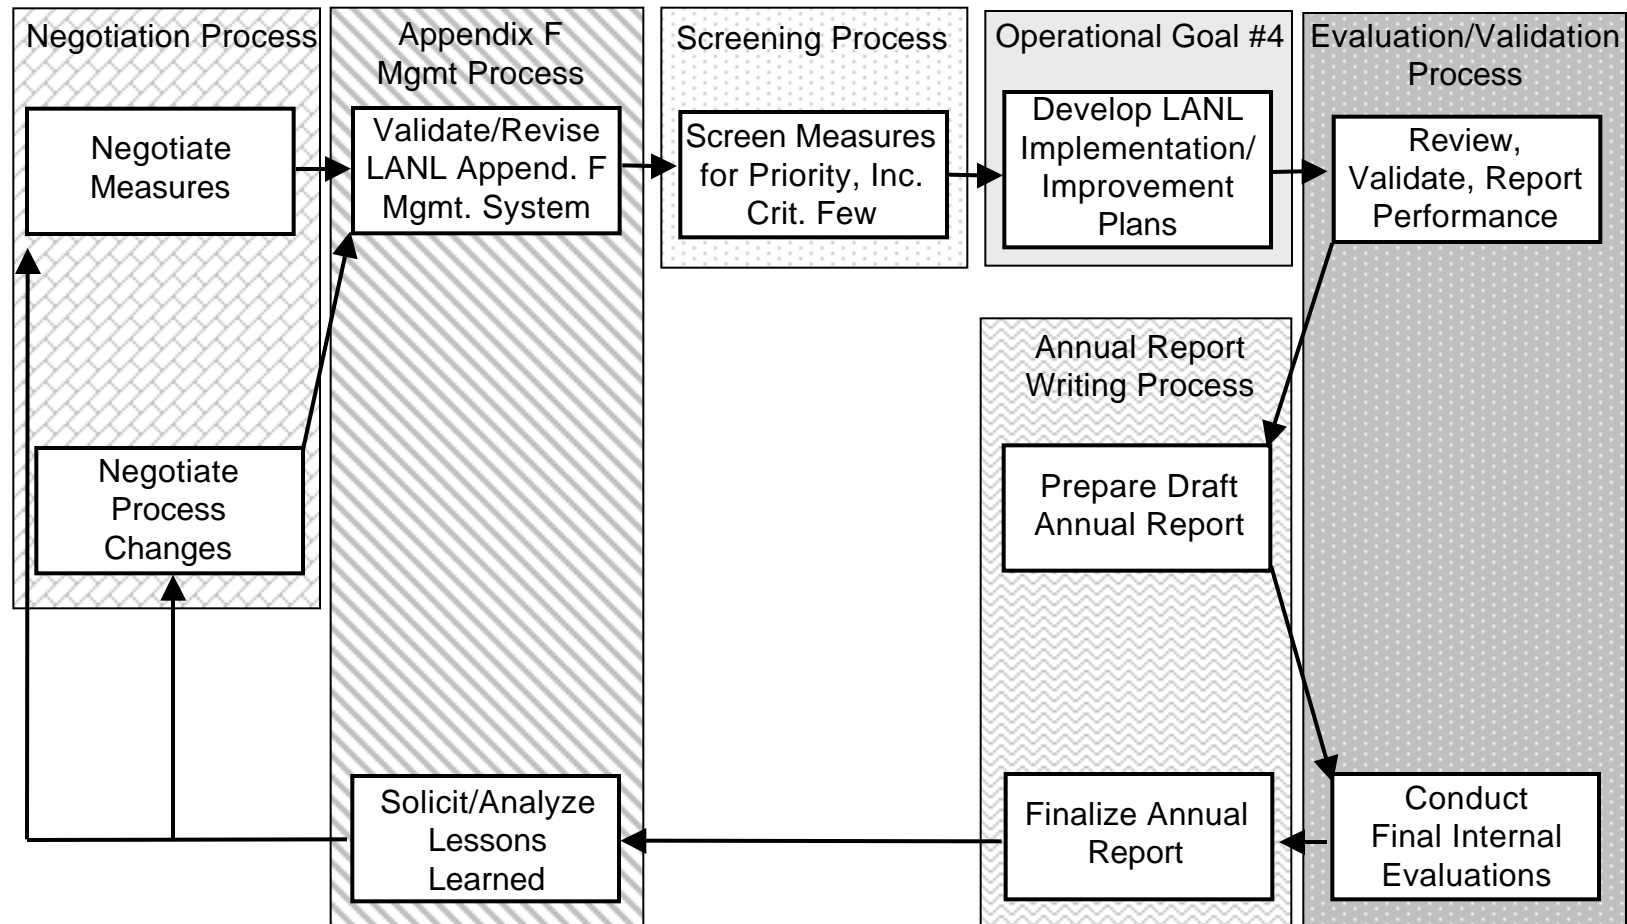 Negotiation Process
Negotiate
Measures
Negotiate
Process
Changes
Appendix F
Mgmt Process
Validate/Revise
LANL Append. F
Mgmt. System
Solicit/Analyze
Lessons
Learned
Screening Process
Screen Measures
for Priority, Inc.
Crit. Few
Operational Goal #4
Develop LANL
Implementation/
Improvement
Plans
Annual Report
Writing Process
Prepare Draft
Annual Report
Finalize Annual
Report
Evaluation/Validation
Process
Review,
Validate, Report
Performance
Conduct
Final Internal
Evaluations